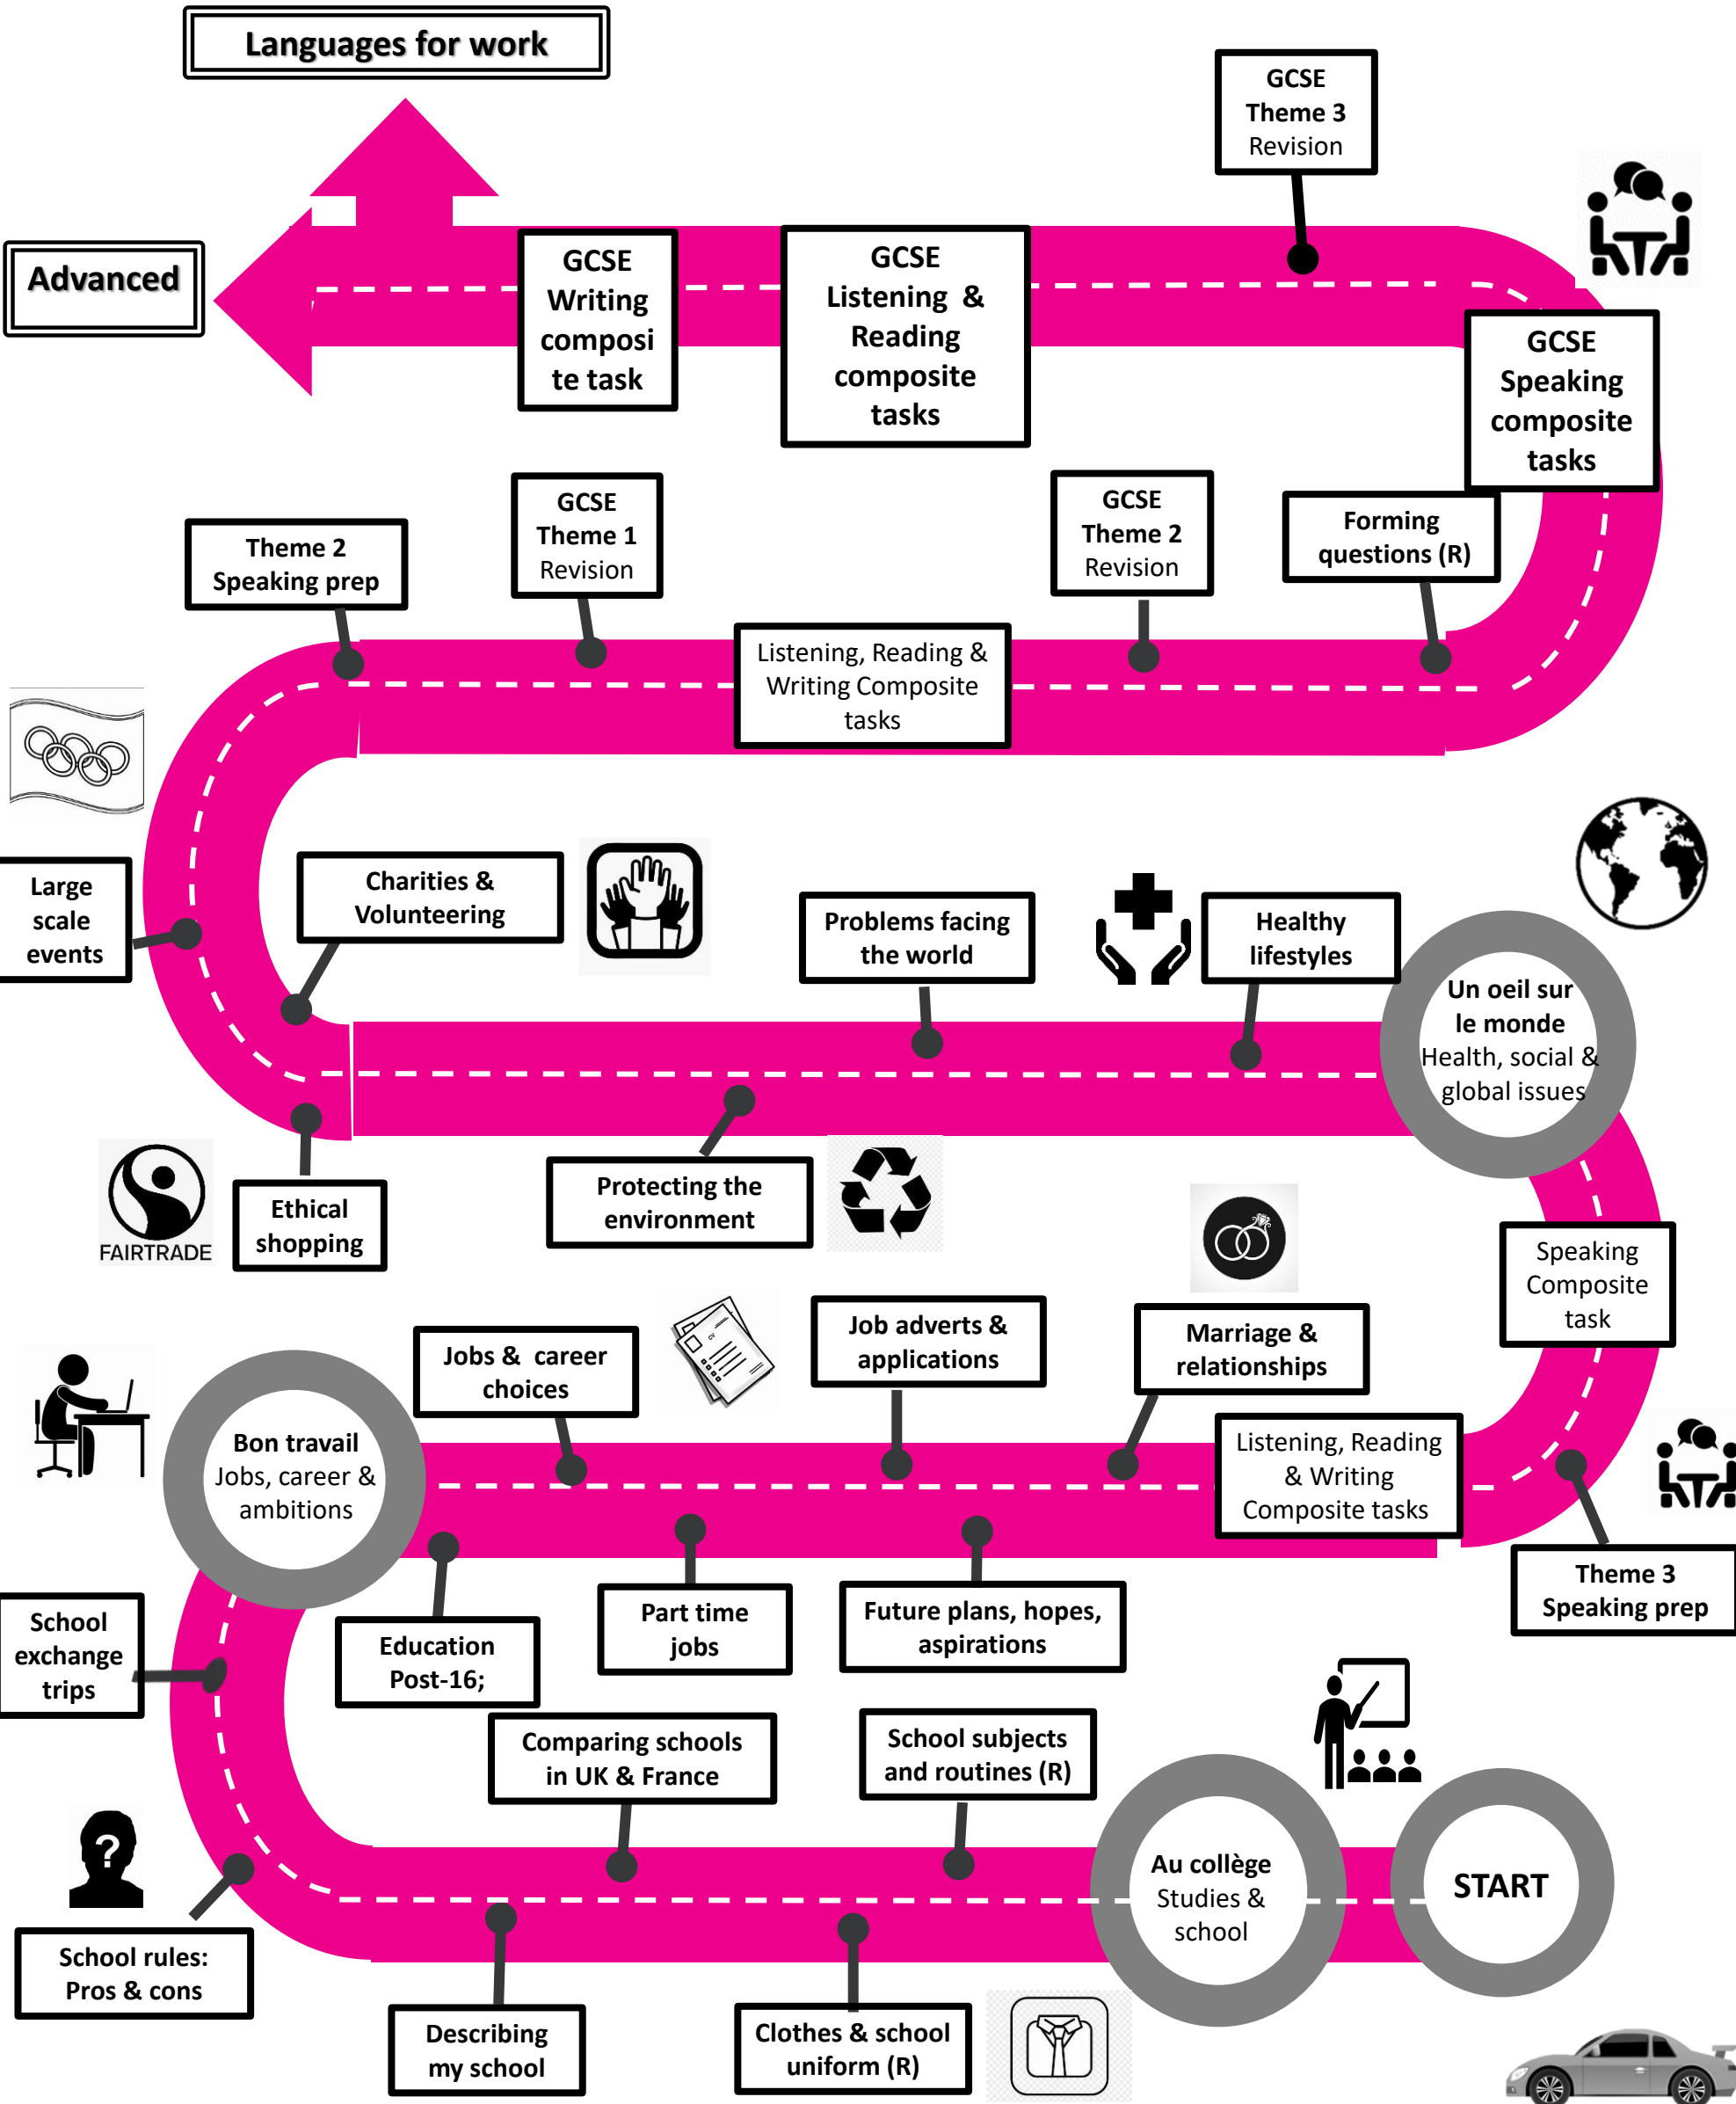 Languages for work
GCSE
Theme 3
Revision
Advanced
GCSE
Writing
composi
te task
GCSE
Listening & 
Reading
composite
tasks
GCSE
Speaking
composite
tasks
Theme 2
Speaking prep
GCSE
Theme 1
Revision
GCSE
Theme 2
Revision
Forming
questions (R)
Listening, Reading &
Writing Composite
tasks
Large
scale
events
Charities &
Volunteering
Problems facing
the world
Healthy
lifestyles
Un oeil sur
le monde
Health, social &
global issues
FAIRTRADE
Ethical
shopping
Protecting the
environment
Speaking
Composite
task
Jobs & career
choices
CV
Job adverts &
applications
Marriage &
relationships
Bon travail
Jobs, career &
ambitions
Listening, Reading
& Writing
Composite tasks
School
exchange
trips
Education
Post-16;
Part time
jobs
Future plans, hopes,
aspirations
Theme 3
Speaking prep
Comparing schools
in UK & France
School subjects
and routines (R)
?
Au collège
Studies &
school
START
School rules:
Pros & cons
Describing
my school
Clothes & school
uniform (R)